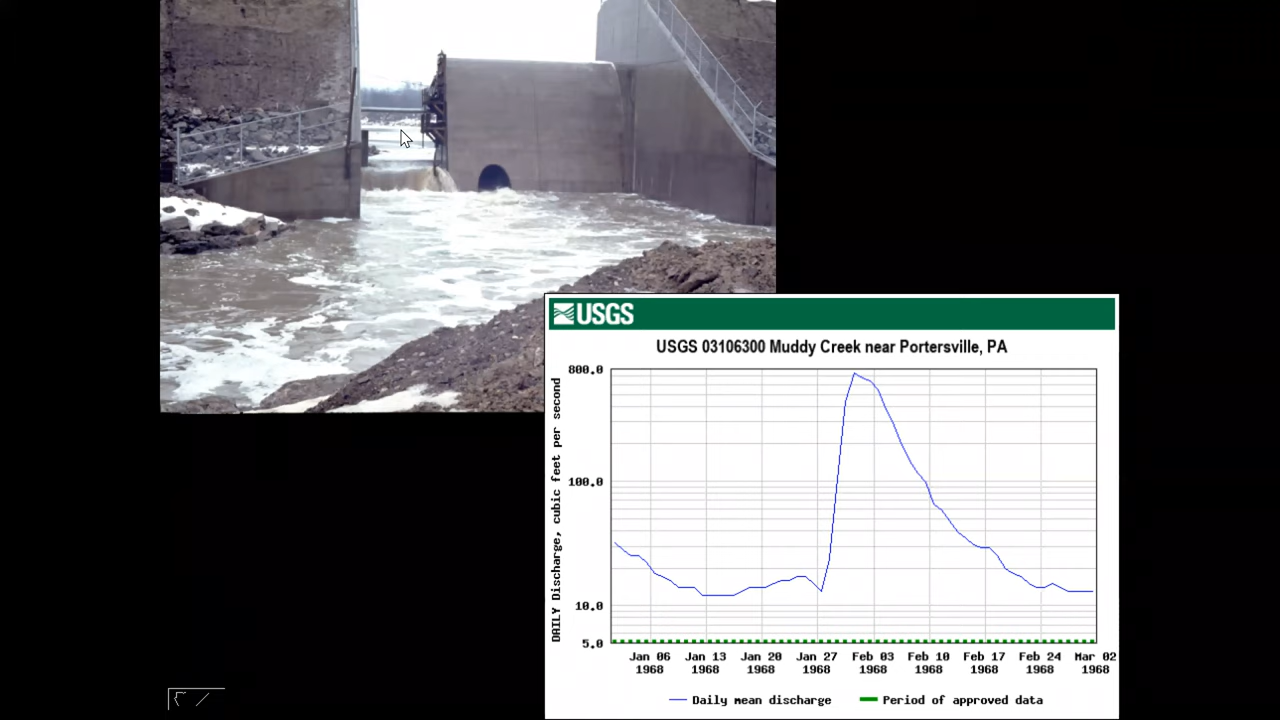 USGS
USGS 03106300 Muddy Creek near Portersville, PA
DAILY Discharge, cubic feet per second
800.0
100.0
10.0
5.0
Jan 06 Jan 13 Jan 20 Jan 27 Feb 03 Feb 10 Feb 17 Feb 24 Mar 02
1968 1968 1968 1968 1968 1968 1968 1968 1968
Daily mean discharge Period of approved data